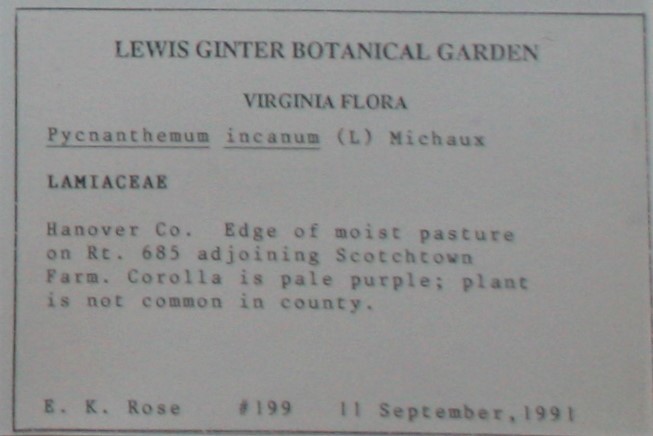 LEWIS GINTER BOTANICAL GARDEN
VIRGINIA FLORA
Pycnanthemum incanum (L) Michaux
LAMIACEAE
Hanover Co. Edge of moist pasture
on Rt. 685 adjoining Scotchtown
Farm. Corolla is pale purple; plant
is not common in county.
E. K. Rose #199 11 September,1991